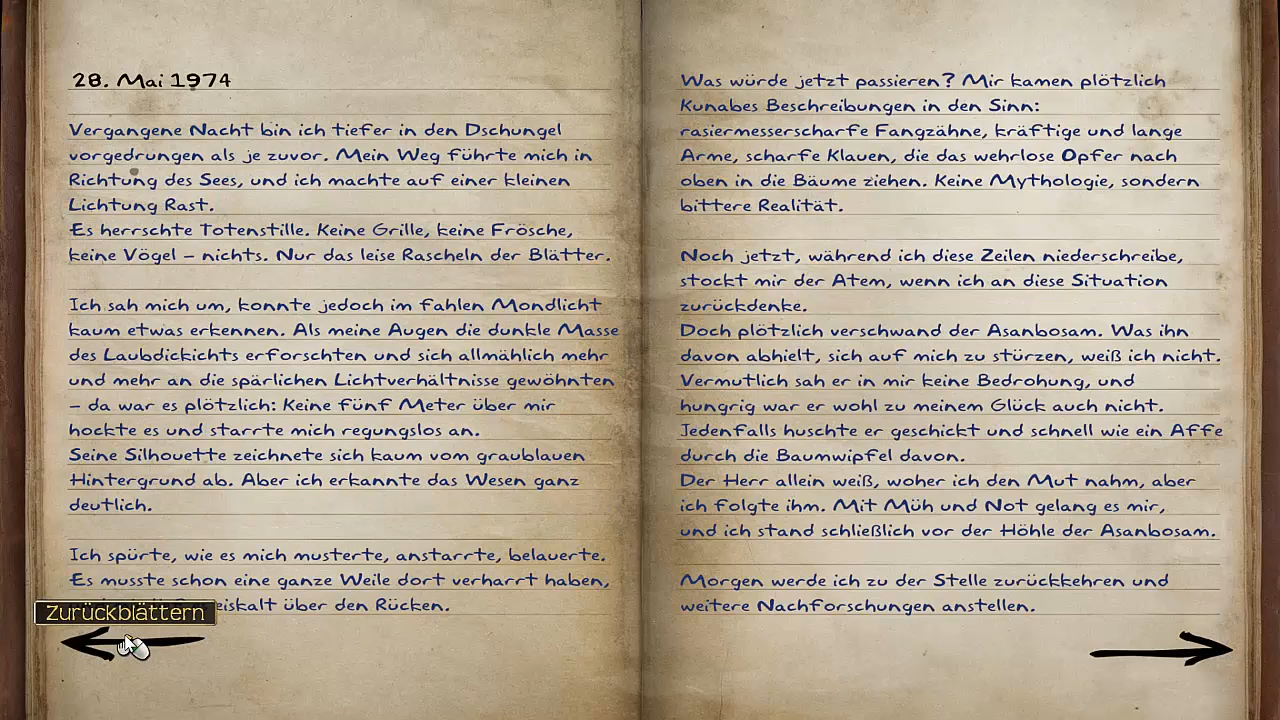 28. Mai 1974
Vergangene Nacht bin ich tiefer in den Dschungel
vorgedrungen als je zuvor. Mein Weg führte mich in
Richtung des Sees, und ich machte auf einer kleinen
Lichtung Rast.
Es herrschte Totenstille. Keine Grille, keine Frösche,
keine Vögel – nichts. Nur das leise Rascheln der Blätter.
Ich sah mich um, konnte jedoch im fahlen Mondlicht
kaum etwas erkennen. Als meine Augen die dunkle Masse
des Laubdickichts erforschten und sich allmählich mehr
und mehr an die spärlichen Lichtverhältnisse gewöhnten
– da war es plötzlich: Keine fünf Meter über mir
hockte es und starrte mich regungslos an.
Seine Silhouette zeichnete sich kaum vom graublauen
Hintergrund ab. Aber ich erkannte das Wesen ganz
deutlich.
Ich spürte, wie es mich musterte, anstarrte, belauerte.
Es musste schon eine ganze Weile dort verharrt haben,
eiskalt über den Rücken.
Zurückblättern
Was würde jetzt passieren? Mir kamen plötzlich
Kunabes Beschreibungen in den Sinn:
rasiermesserscharfe Fangzähne, kräftige und lange
Arme, scharfe Klauen, die das wehrlose Opfer nach
oben in die Bäume ziehen. Keine Mythologie, sondern
bittere Realität.
Noch jetzt, während ich diese Zeilen niederschreibe,
stockt mir der Atem, wenn ich an diese Situation
zurückdenke.
Doch plötzlich verschwand der Asanbosam. Was ihn
davon abhielt, sich auf mich zu stürzen, weiß ich nicht.
Vermutlich sah er in mir keine Bedrohung, und
hungrig war er wohl zu meinem Glück auch nicht.
Jedenfalls huschte er geschickt und schnell wie ein Affe
durch die Baumwipfel davon.
Der Herr allein weiß, woher ich den Mut nahm, aber
ich folgte ihm. Mit Müh und Not gelang es mir,
und ich stand schließlich vor der Höhle der Asanbosam.
Morgen werde ich zu der Stelle zurückkehren und
weitere Nachforschungen anstellen.